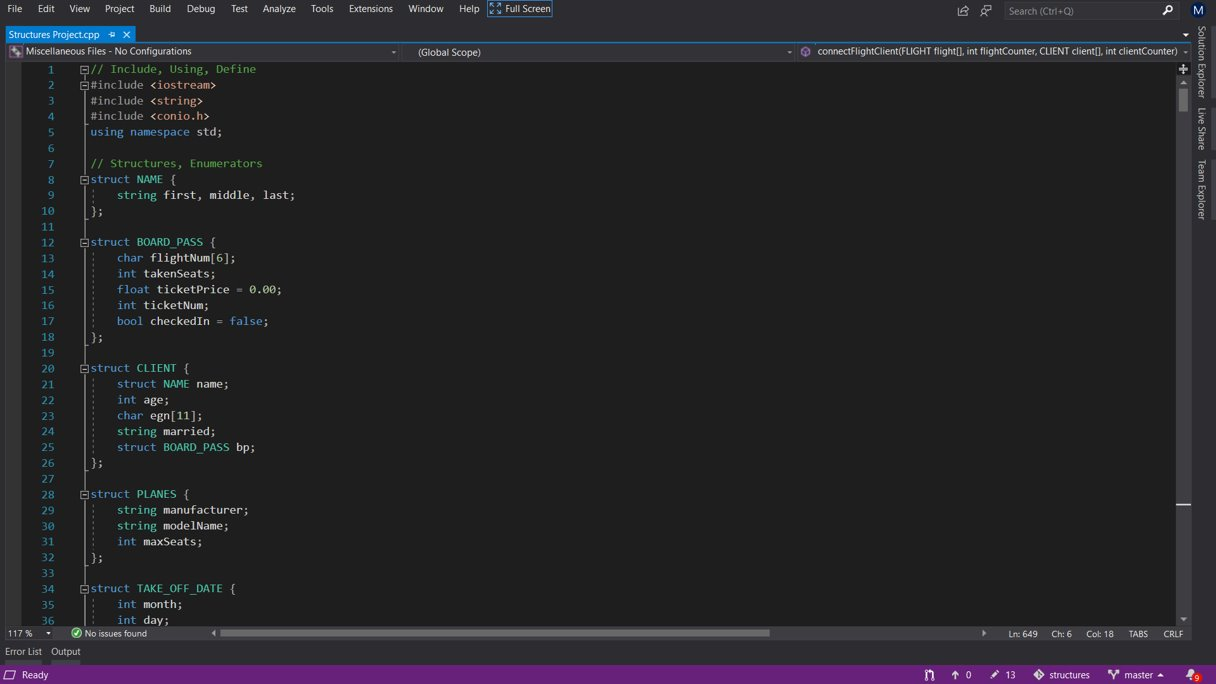 File Edit View Project Build Debug Test Analyze Tools Extensions Window Help Full Screen Search (Ctrl+Q) M
Structures Project.cpp
Miscellaneous Files - No Configurations (Global Scope) connectFlightClient(FLIGHT flight[], int flightCounter, CLIENT client[], int clientCounter)
1 // Include, Using, Define
2 #include <iostream>
3 #include <string>
4 #include <conio.h>
5 using namespace std;
6
7 // Structures, Enumerators
8 struct NAME {
9 string first, middle, last;
10 };
11
12 struct BOARD_PASS {
13 char flightNum[6];
14 int takenSeats;
15 float ticketPrice = 0.00;
16 int ticketNum;
17 bool checkedIn = false;
18 };
19
20 struct CLIENT {
21 struct NAME name;
22 int age;
23 char egn[11];
24 string married;
25 struct BOARD_PASS bp;
26 };
27
28 struct PLANES {
29 string manufacturer;
30 string modelName;
31 int maxSeats;
32 };
33
34 struct TAKE_OFF_DATE {
35 int month;
36 int day;
Solution Explorer
Live Share
Team Explorer
117 % No issues found Ln: 649 Ch: 6 Col: 18 TABS CRLF
Error List Output
Ready 0 13 structures master 9